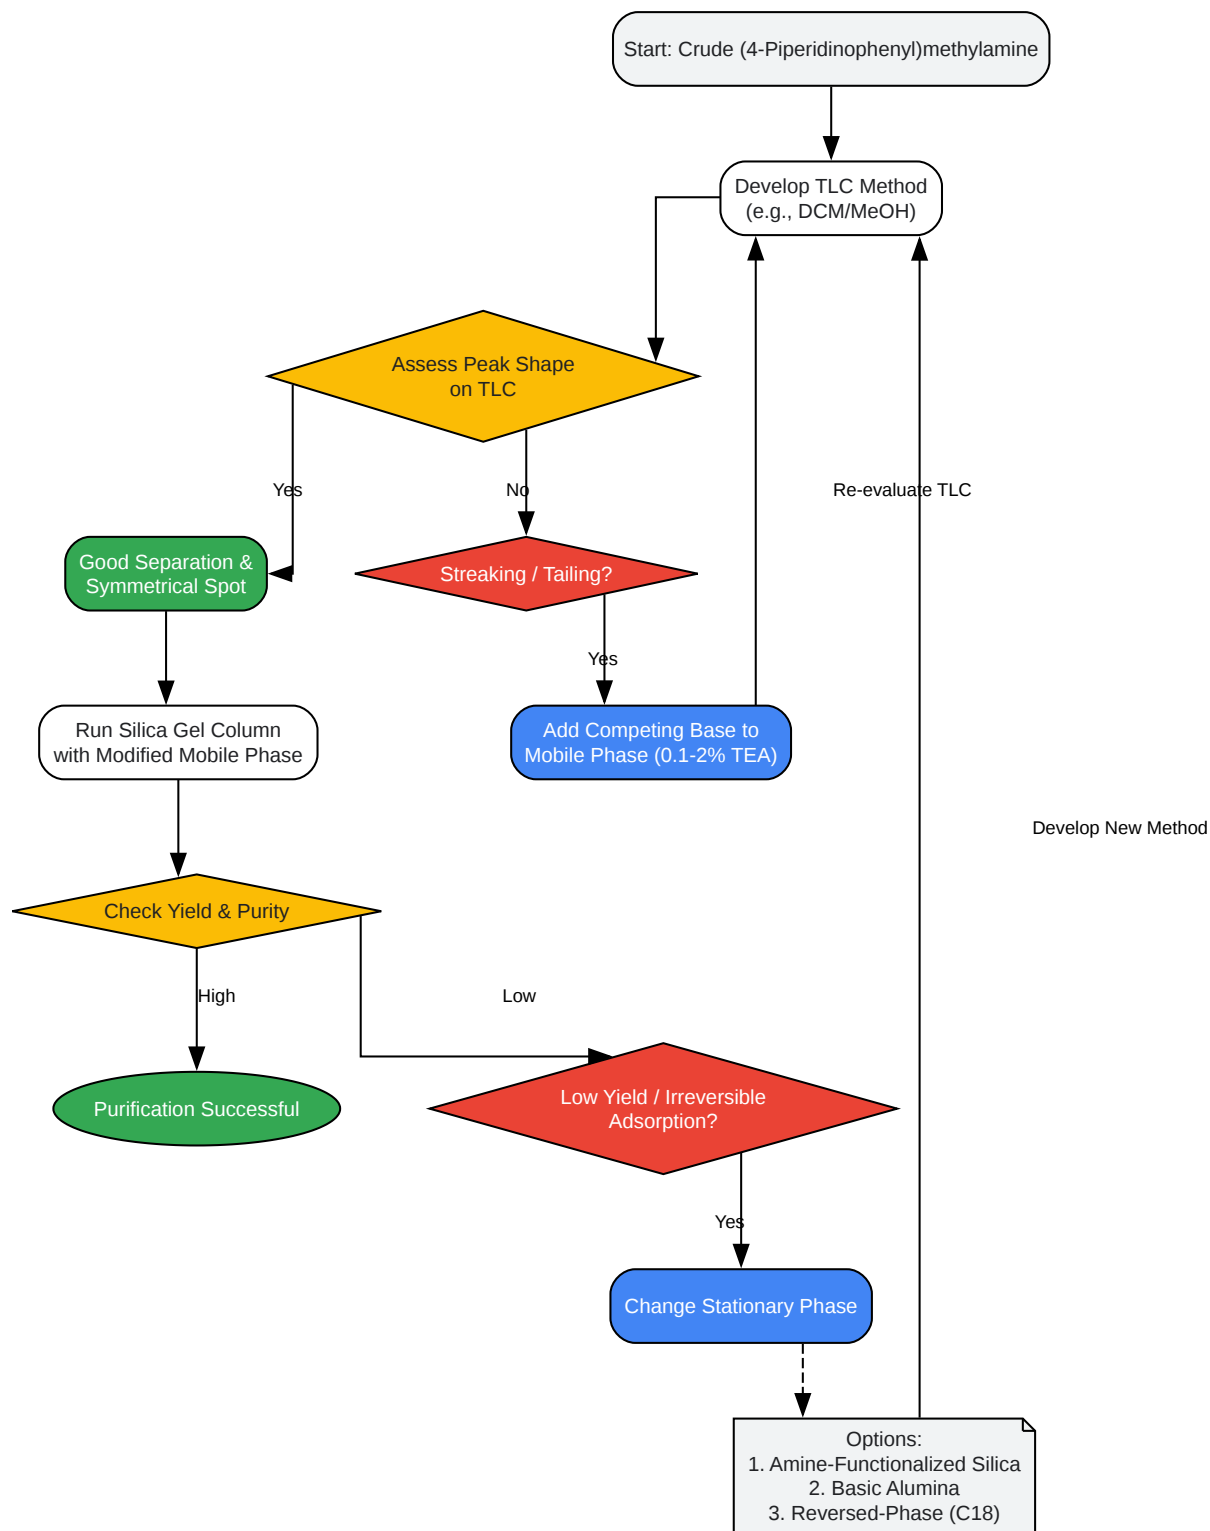 Start: Crude (4-Piperidinophenyl)methylamine
Develop TLC Method
(e.g., DCM/MeOH)
Assess Peak Shape
on TLC
Yes
No
Re-evaluate TLC
Good Separation &
Symmetrical Spot
Streaking / Tailing?
Yes
Run Silica Gel Column
with Modified Mobile Phase
Add Competing Base to
Mobile Phase (0.1-2% TEA)
Develop New Method
Check Yield & Purity
High
Low
Purification Successful
Low Yield / Irreversible
Adsorption?
Yes
Change Stationary Phase
Options:
1. Amine-Functionalized Silica
2. Basic Alumina
3. Reversed-Phase (C18)